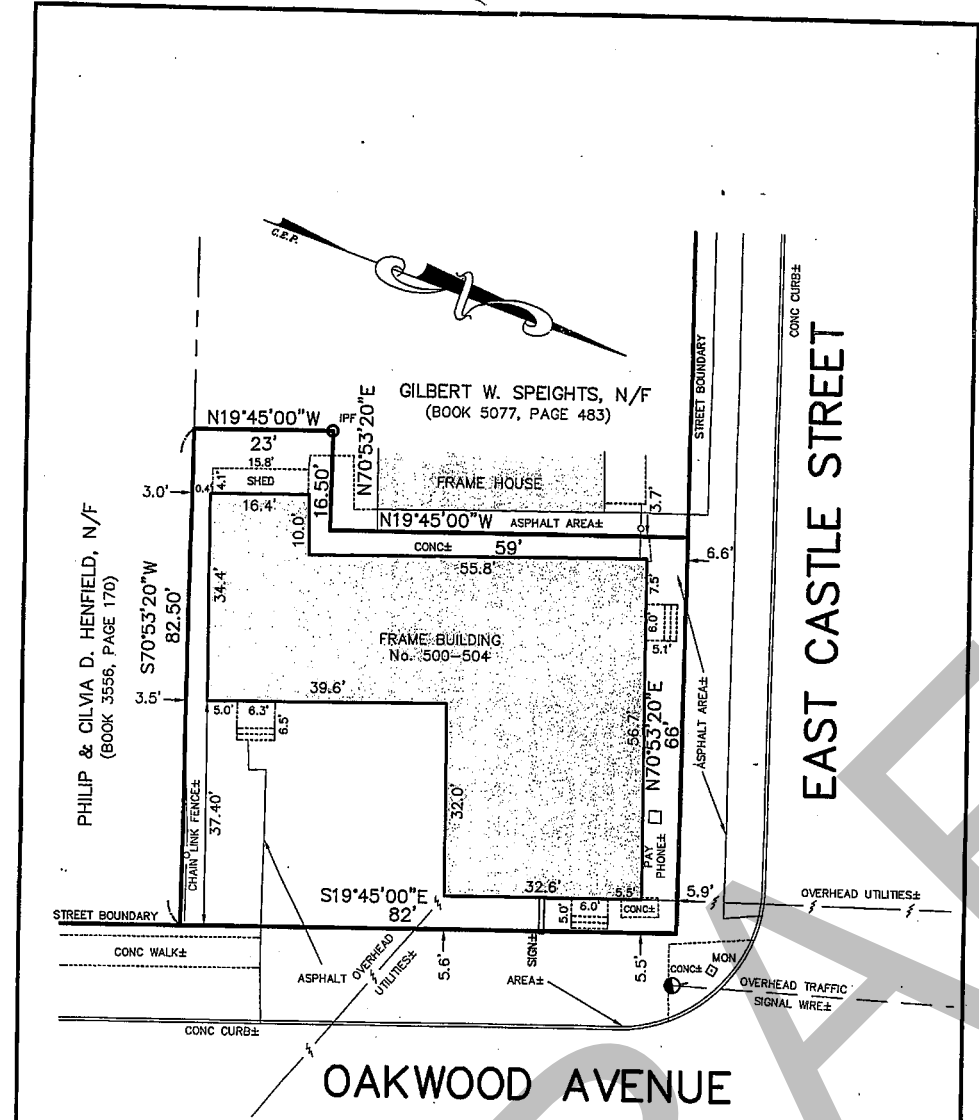 C.E.P.
GILBERT W. SPEIGHTS, N/F
(BOOK 5077, PAGE 483)
N19°45'00"W
23'
IPF
N70°53'20"E
16.50'
STREET BOUNDARY
CONC CURB±
EAST CASTLE STREET
15.8'
SHED
4.1'
0.4'
3.0'
16.4'
10.0'
FRAME HOUSE
3.7'
N19°45'00"W
ASPHALT AREA±
CONC±
59'
55.8'
6.6'
7.5'
6.0'
5.1'
PHILIP & CILVIA D. HENFIELD, N/F
(BOOK 3556, PAGE 170)
S70°53'20"W
82.50'
34.4'
FRAME BUILDING
No. 500-504
3.5'
39.6'
5.0'
6.3'
6.5'
56.7'
N70°53'20"E
66'
ASPHALT AREA±
CHAIN LINK FENCE±
37.40'
32.0'
PAY
PHONE±
S19°45'00"E
82'
32.6'
5.5'
5.9'
OVERHEAD UTILITIES±
STREET BOUNDARY
5.0'
6.0'
CONC±
CONC WALK±
ASPHALT
OVERHEAD
UTILITIES±
5.6'
SIGN±
AREA±
5.5'
CONC±
MON
OVERHEAD TRAFFIC
SIGNAL WIRE±
CONC CURB±
OAKWOOD AVENUE